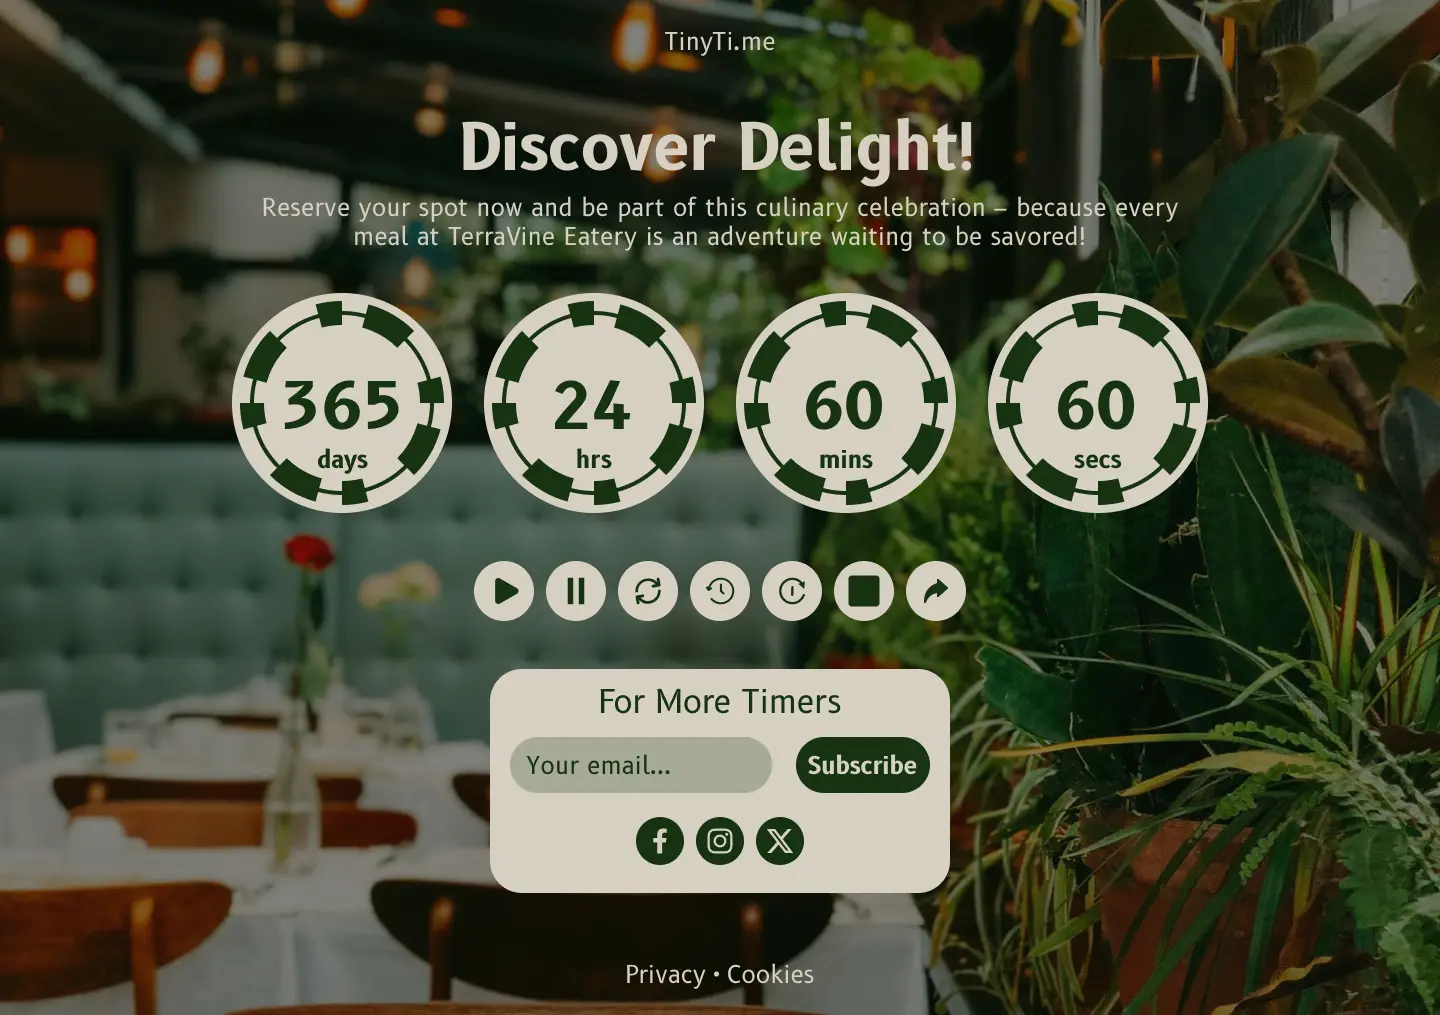 TinyTi.me
Discover Delight!
Reserve your spot now and be part of this culinary celebration – because every
meal at TerraVine Eatery is an adventure waiting to be savored!
365
days
24
hrs
60
mins
60
secs
For More Timers
Your email...
Subscribe
Privacy • Cookies